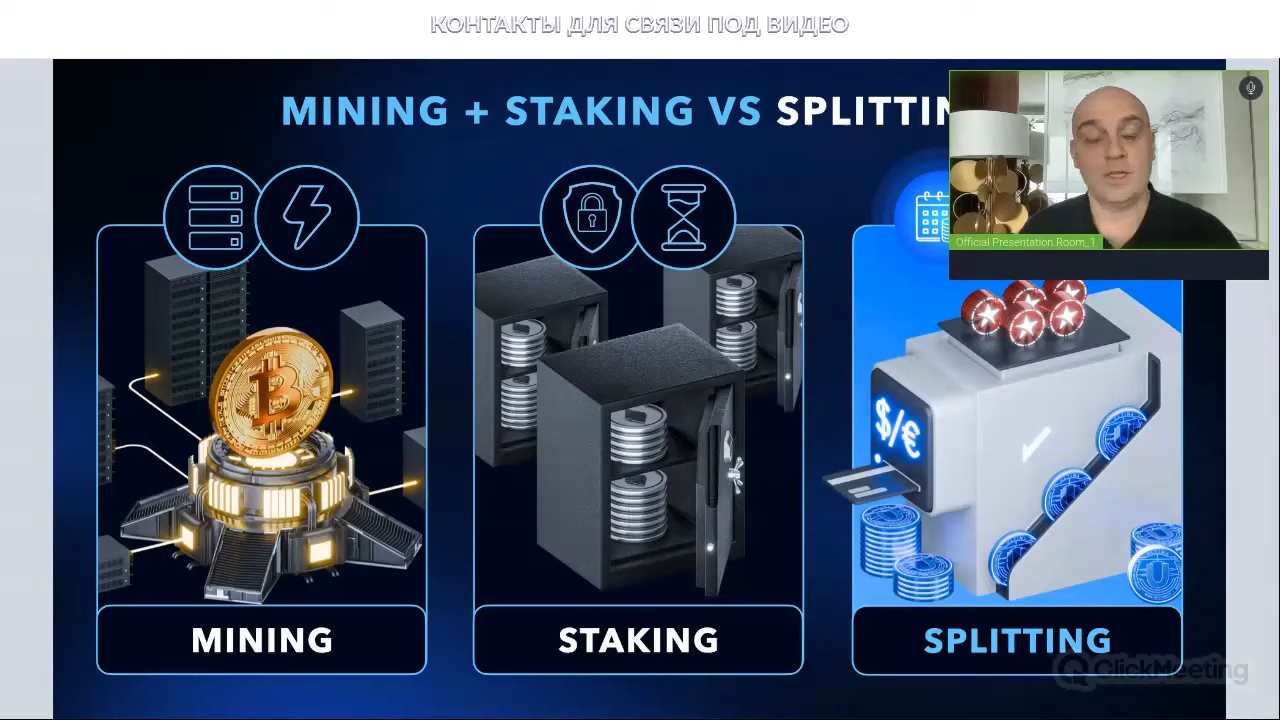 КОНТАКТЫ ДЛЯ СВЯЗИ ПОД ВИДЕО
MINING + STAKING VS SPLITTIN
Official Presentation Room_1
$/€
MINING
STAKING
SPLITTING
ClickMeeting